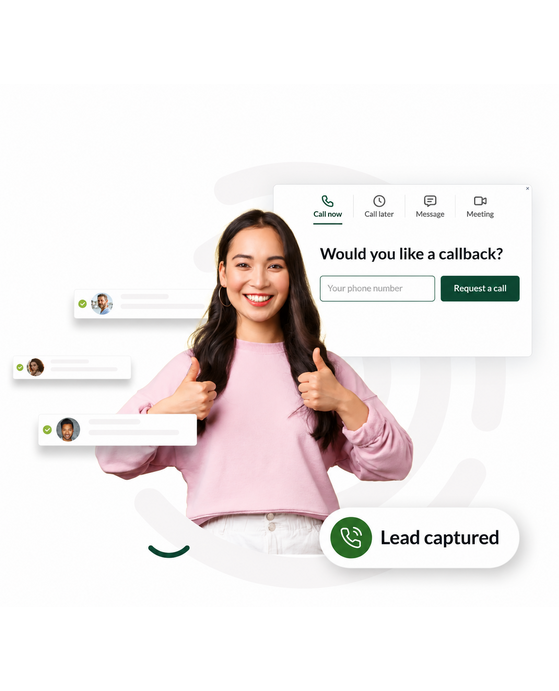 Call now
Call later
Message
Meeting
Would you like a callback?
Your phone number
Request a call
Lead captured